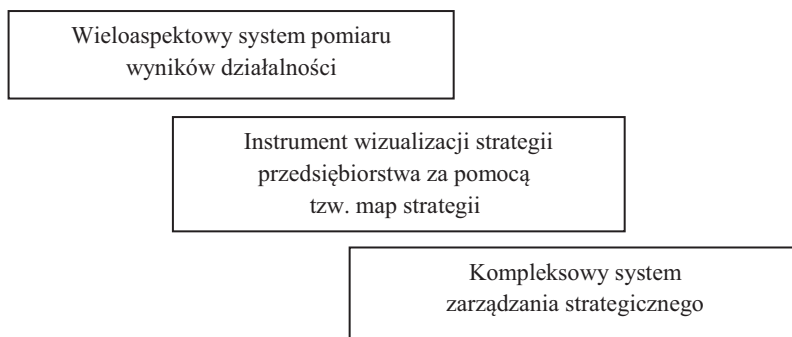 Wieloaspektowy system pomiaru
wyników działalności
Instrument wizualizacji strategii
przedsiębiorstwa za pomocą
tzw. map strategii
Kompleksowy system
zarządzania strategicznego